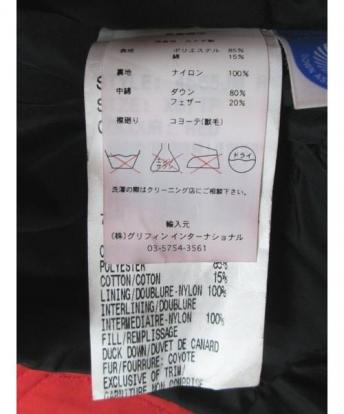 表地 ポリエステル 85%
綿 15%
裏地 ナイロン 100%
中綿 ダウン 80%
フェザー 20%
襟廻り コヨーテ(獣毛)
ドライ
洗濯の際はクリーニング店にご相談下さい。
輸入元
(株)グリフィン インターナショナル
03-5754-3561
POLYESTER 85%
COTTON/COTON 15%
LINING/DOUBLURE-NYLON 100%
INTERLINING/DOUBLURE
INTERMEDIAIRE-NYLON 100%
FILL/REMPLISSAGE
DUCK DOWN/DUVET DE CANARD
FUR/FOURRURE: COYOTE
EXCLUSIVE OF TRIM/
GARNITURE NON COMPRISE